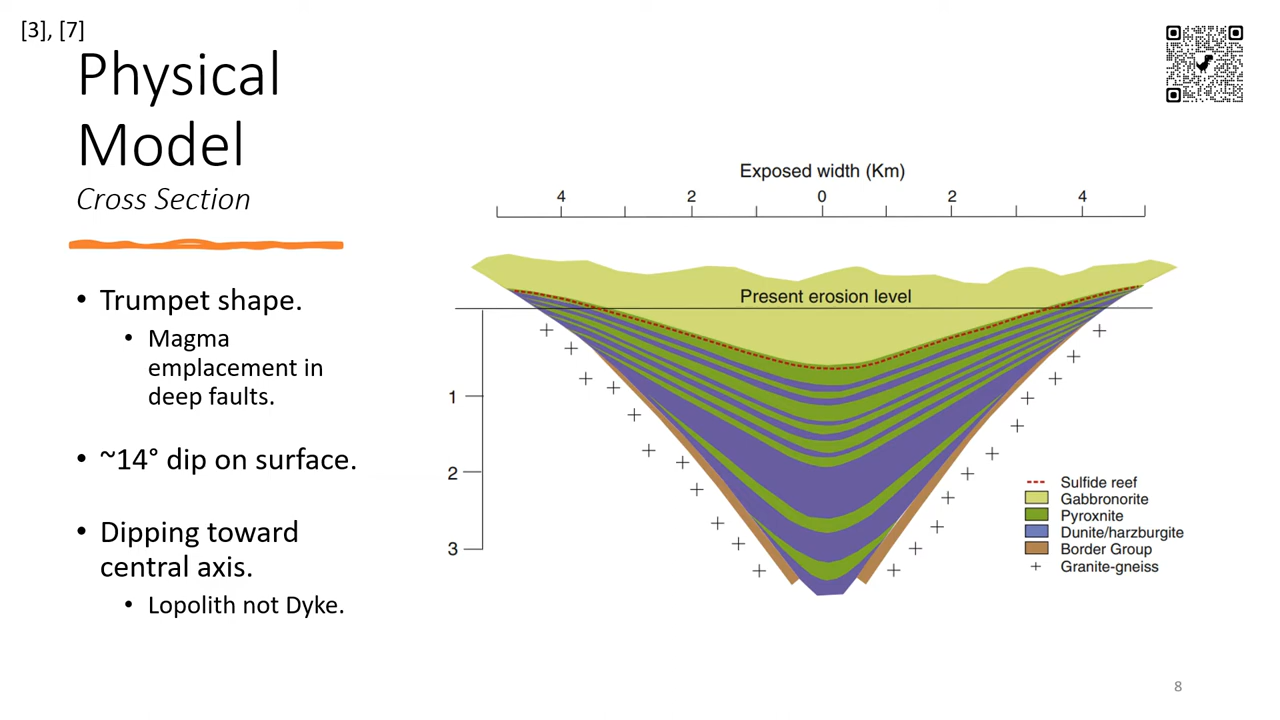 [3], [7]
Physical
Model
Cross Section
• Trumpet shape.
• Magma
emplacement in
deep faults.
• ~14° dip on surface.
• Dipping toward
central axis.
• Lopolith not Dyke.
Exposed width (Km)
4 2 0 2 4
Present erosion level
1
2
3
Sulfide reef
Gabbronorite
Pyroxnite
Dunite/harzburgite
Border Group
Granite-gneiss
8